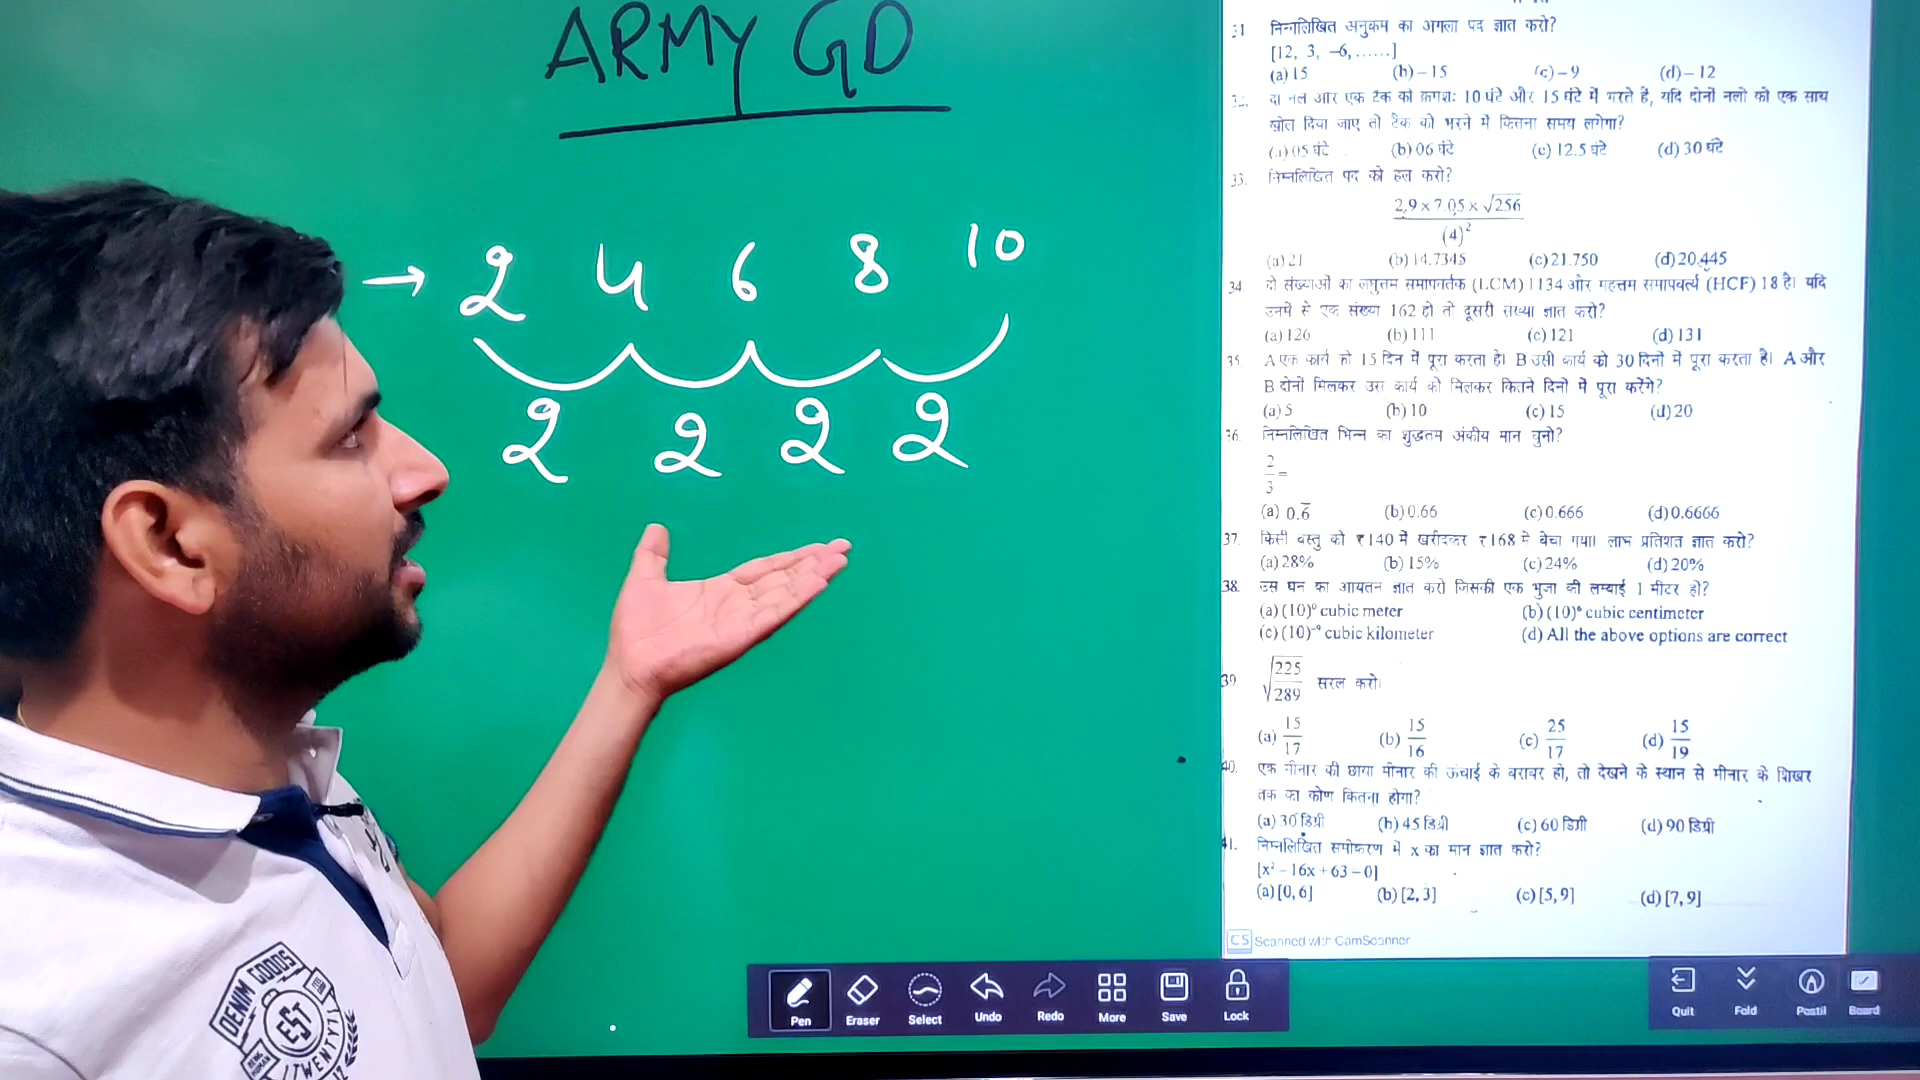 ARMY GD
→ 2 4 6 8 10
2 2 2 2
31 निम्नलिखित अनुक्रम का अगला पद ज्ञात करो?
[12, 3, –6,......]
(a) 15 (b) – 15 (c) – 9 (d) – 12
32. दो नल और एक टैंक को क्रमशः 10 घंटे और 15 घंटे में भरते हैं, यदि दोनों नलों को एक साथ
खोल दिया जाए तो टैंक को भरने में कितना समय लगेगा?
(a) 05 घंटे (b) 06 घंटे (c) 12.5 घंटे (d) 30 घंटे
33. निम्नलिखित पद को हल करो?
2.9 × 7.05 × √256
(4)²
(a) 21 (b) 14.7345 (c) 21.750 (d) 20.445
34 दो संख्याओं का लघुत्तम समापवर्तक (LCM) 1134 और महत्तम समापवर्त्य (HCF) 18 है। यदि
उनमें से एक संख्या 162 हो तो दूसरी संख्या ज्ञात करो?
(a) 126 (b) 111 (c) 121 (d) 131
35. A एक कार्य को 15 दिन में पूरा करता है। B उसी कार्य को 30 दिनों में पूरा करता है। A और
B दोनों मिलकर उस कार्य को मिलकर कितने दिनों में पूरा करेंगे?
(a) 5 (b) 10 (c) 15 (d) 20
36. निम्नलिखित भिन्न का शुद्धतम अंकीय मान चुनो?
2
3 =
(a) 0.6̅ (b) 0.66 (c) 0.666 (d) 0.6666
37. किसी वस्तु को ₹140 में खरीदकर ₹168 में बेचा गया। लाभ प्रतिशत ज्ञात करो?
(a) 28% (b) 15% (c) 24% (d) 20%
38. उस घन का आयतन ज्ञात करो जिसकी एक भुजा की लम्बाई 1 मीटर हो?
(a) (10)⁰ cubic meter (b) (10)⁶ cubic centimeter
(c) (10)⁻⁹ cubic kilometer (d) All the above options are correct
39 √225/289 सरल करो।
(a) 15/17 (b) 15/16 (c) 25/17 (d) 15/19
40. एक मीनार की छाया मीनार की ऊंचाई के बराबर हो, तो देखने के स्थान से मीनार के शिखर
तक का कोण कितना होगा?
(a) 30 डिग्री (b) 45 डिग्री (c) 60 डिग्री (d) 90 डिग्री
41. निम्नलिखित समीकरण में x का मान ज्ञात करो?
[x² – 16x + 63 – 0]
(a) [0, 6] (b) [2, 3] (c) [5, 9] (d) [7, 9]
CS Scanned with CamScanner
Pen Eraser Select Undo Redo More Save Lock
Quit Fold Postil Board
DENIM GOODS
EST
TWENTY